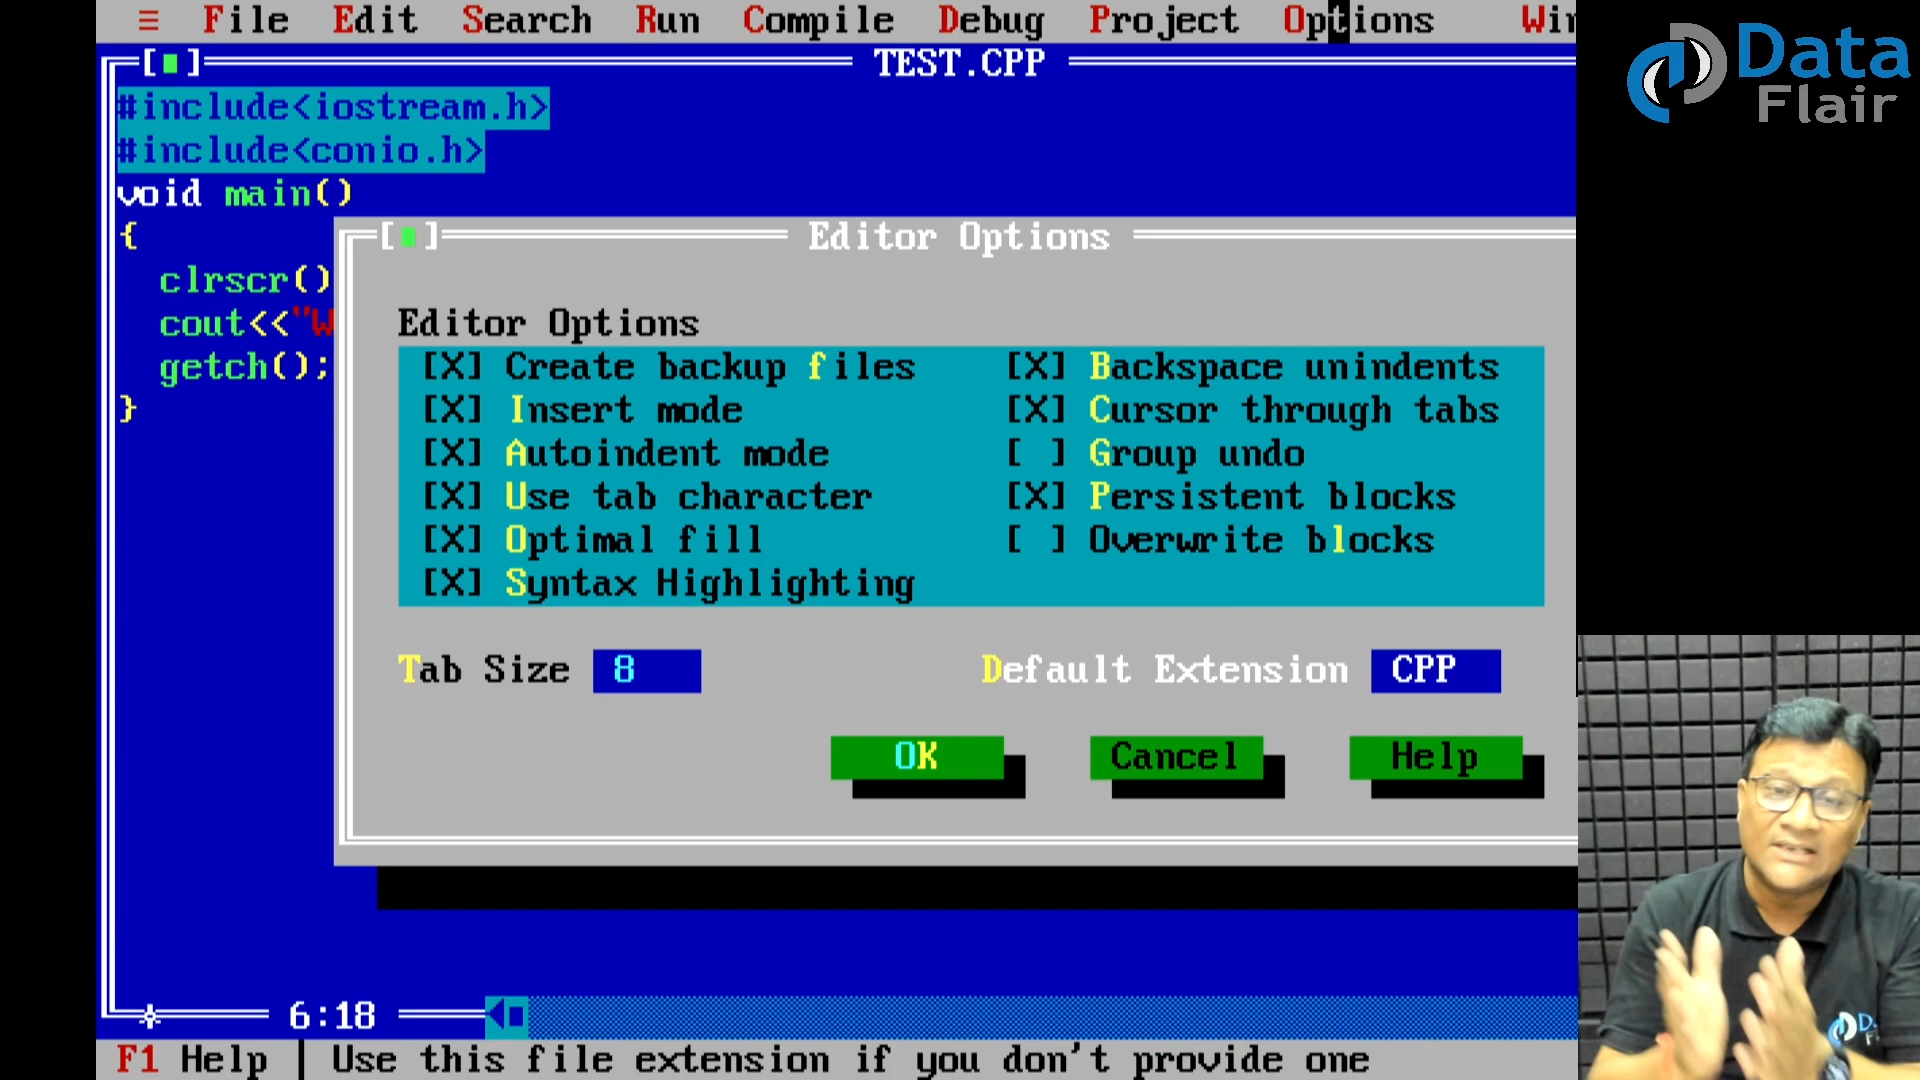 ≡ File Edit Search Run Compile Debug Project Options Win
Data
Flair
[■] TEST.CPP
#include<iostream.h>
#include<conio.h>
void main()
{
clrscr()
cout<<"W
getch();
}
[■] Editor Options
Editor Options
[X] Create backup files [X] Backspace unindents
[X] Insert mode [X] Cursor through tabs
[X] Autoindent mode [ ] Group undo
[X] Use tab character [X] Persistent blocks
[X] Optimal fill [ ] Overwrite blocks
[X] Syntax Highlighting
Tab Size 8 Default Extension CPP
OK Cancel Help
6:18
F1 Help | Use this file extension if you don't provide one